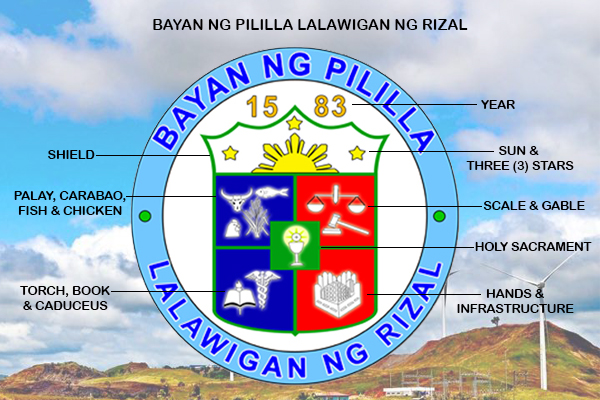 BAYAN NG PILILLA LALAWIGAN NG RIZAL
BAYAN NG PILILLA
15 83
YEAR
SHIELD
SUN &
THREE (3) STARS
PALAY, CARABAO,
FISH & CHICKEN
SCALE & GABLE
HOLY SACRAMENT
TORCH, BOOK
& CADUCEUS
HANDS &
INFRASTRUCTURE
LALAWIGAN NG RIZAL